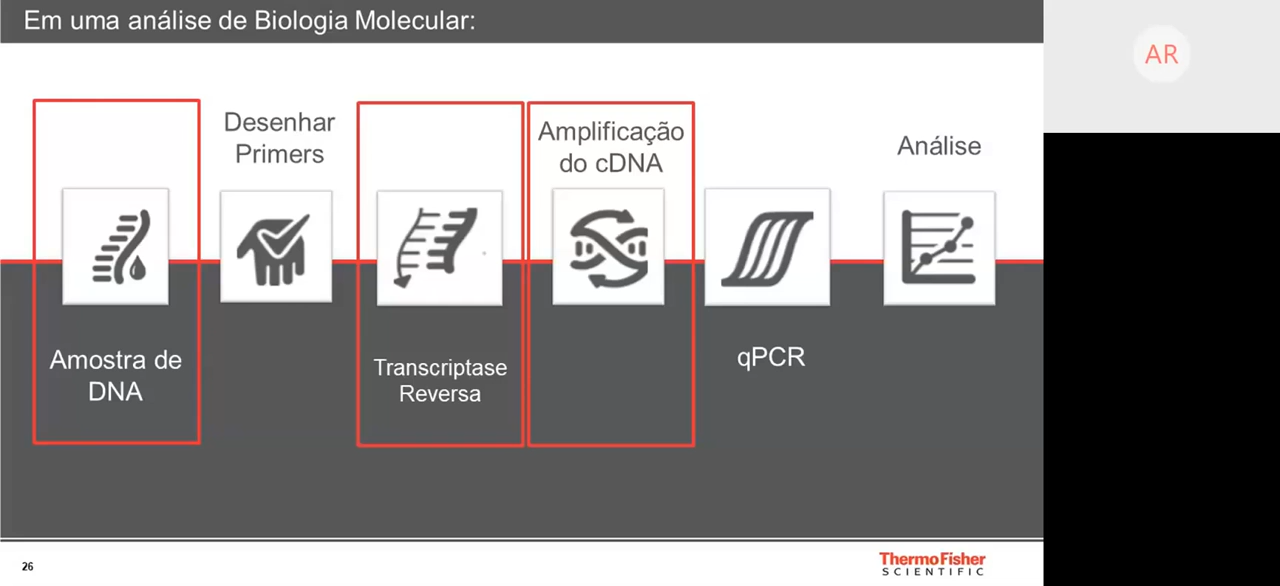 Em uma análise de Biologia Molecular:
AR
Desenhar
Primers
Amplificação
do cDNA
Análise
Amostra de
DNA
Transcriptase
Reversa
qPCR
26
ThermoFisher
SCIENTIFIC